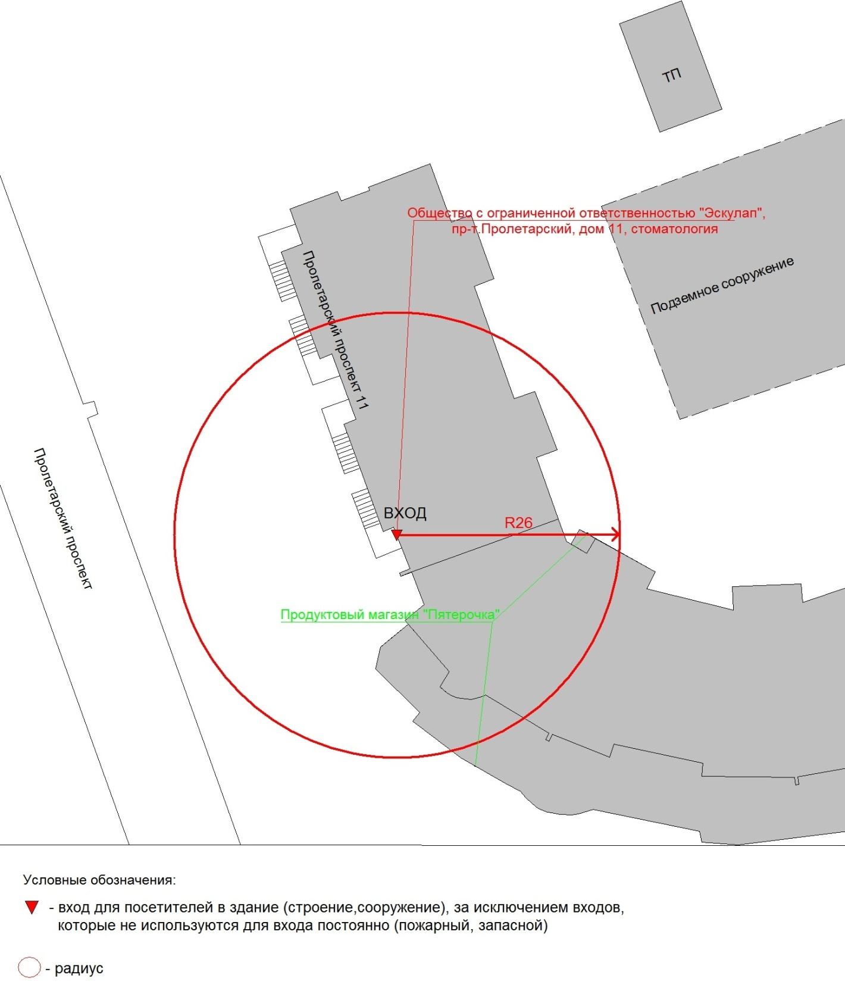 ТП
Общество с ограниченной ответственностью "Эскулап",
пр-т.Пролетарский, дом 11, стоматология
Подземное сооружение
Пролетарский проспект 11
Пролетарский проспект
ВХОД
R26
Продуктовый магазин "Пятерочка"
Условные обозначения:
- вход для посетителей в здание (строение,сооружение), за исключением входов,
которые не используются для входа постоянно (пожарный, запасной)
- радиус